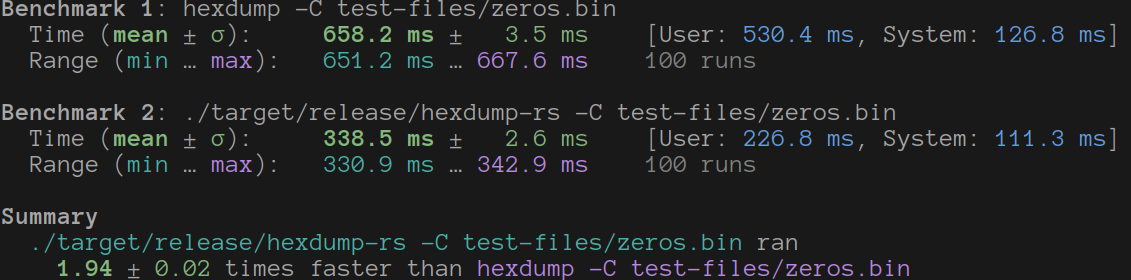 Benchmark 1: hexdump -C test-files/zeros.bin
  Time (mean ± σ):     658.2 ms ±   3.5 ms    [User: 530.4 ms, System: 126.8 ms]
  Range (min … max):   651.2 ms … 667.6 ms    100 runs
Benchmark 2: ./target/release/hexdump-rs -C test-files/zeros.bin
  Time (mean ± σ):     338.5 ms ±   2.6 ms    [User: 226.8 ms, System: 111.3 ms]
  Range (min … max):   330.9 ms … 342.9 ms    100 runs
Summary
  ./target/release/hexdump-rs -C test-files/zeros.bin ran
    1.94 ± 0.02 times faster than hexdump -C test-files/zeros.bin